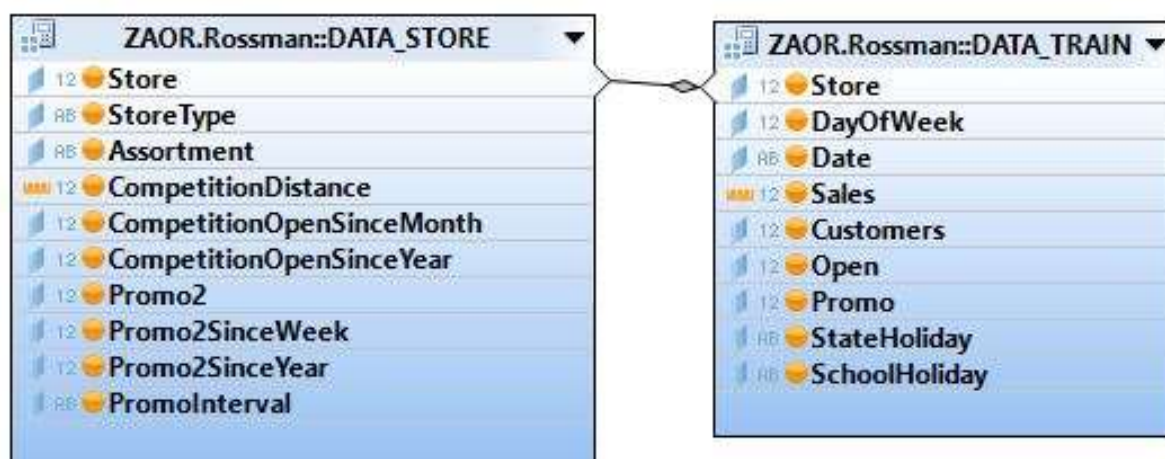 ZAOR.Rossman::DATA_STORE
12 Store
AB StoreType
AB Assortment
12 CompetitionDistance
12 CompetitionOpenSinceMonth
12 CompetitionOpenSinceYear
12 Promo2
12 Promo2SinceWeek
12 Promo2SinceYear
AB PromoInterval
ZAOR.Rossman::DATA_TRAIN
12 Store
12 DayOfWeek
AB Date
12 Sales
12 Customers
12 Open
12 Promo
AB StateHoliday
AB SchoolHoliday